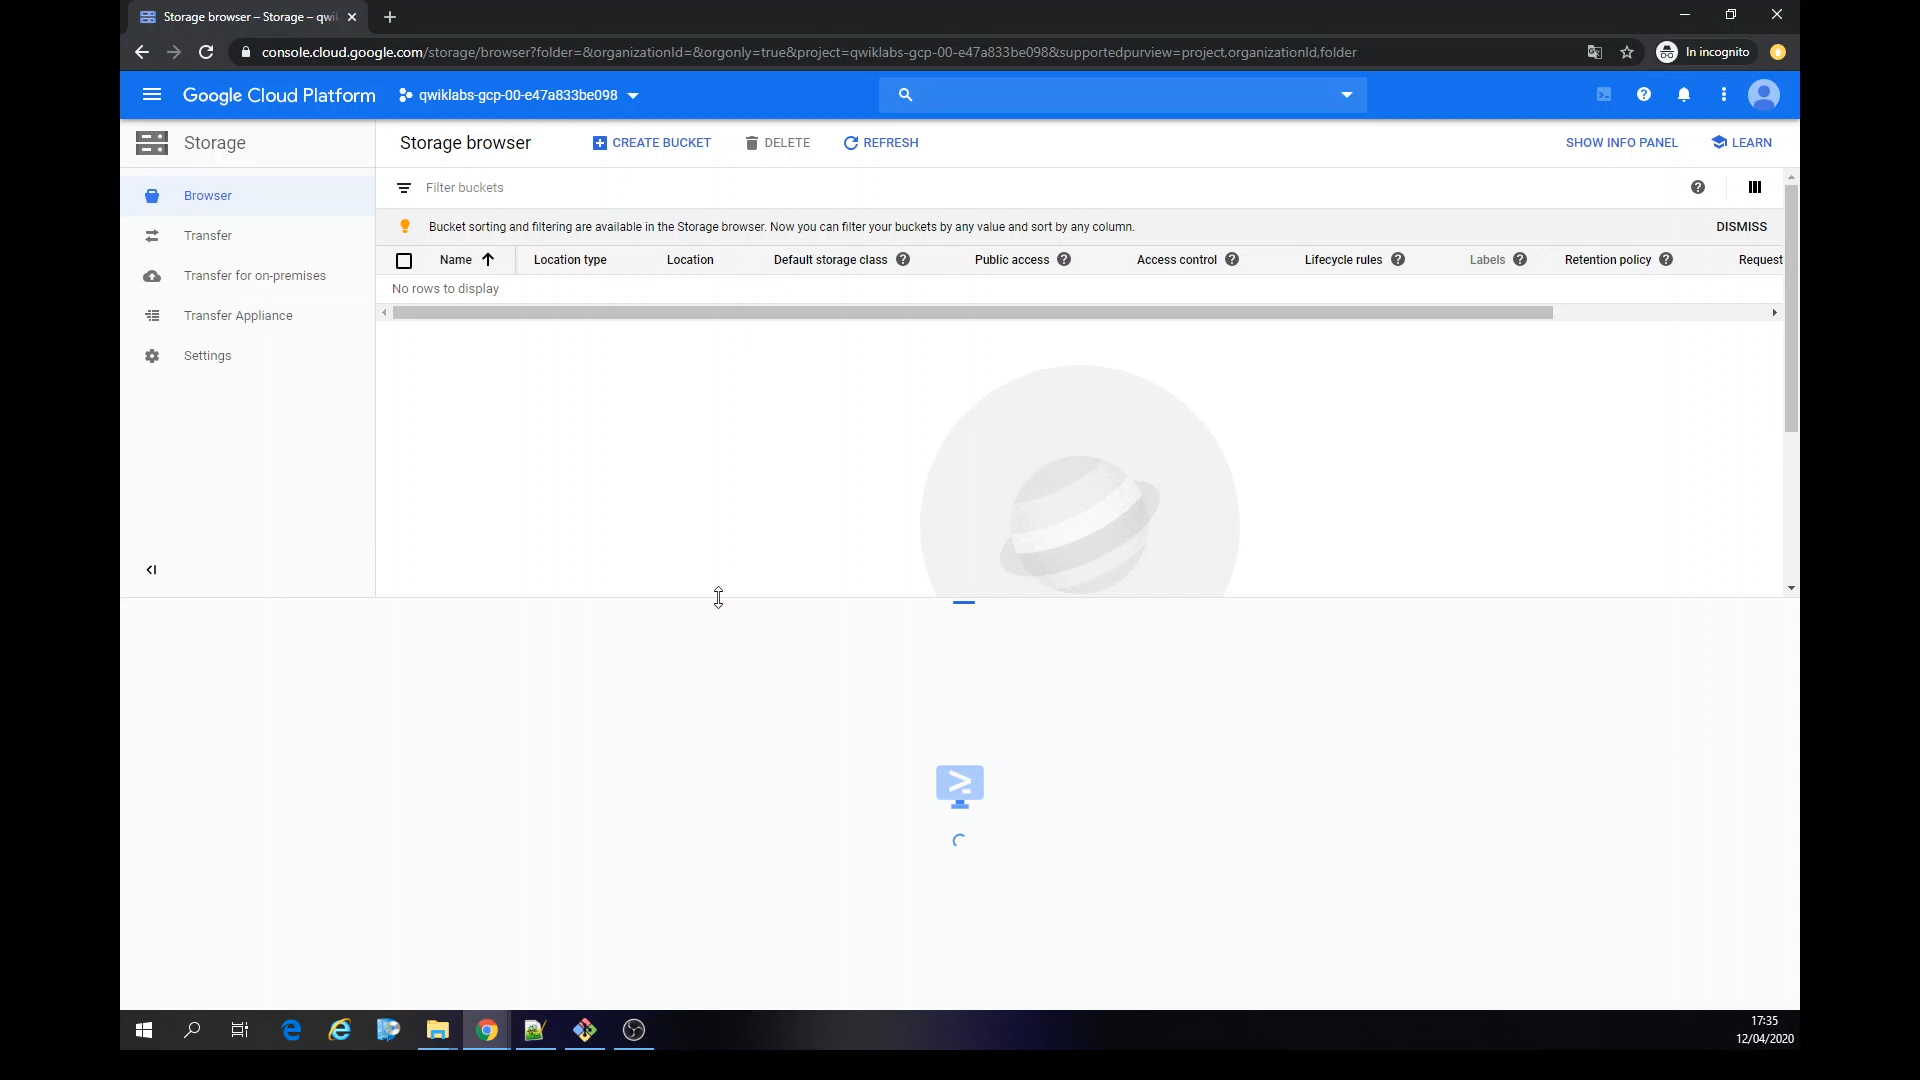 Storage browser – Storage – qwi
console.cloud.google.com/storage/browser?folder=&organizationId=&orgonly=true&project=qwiklabs-gcp-00-e47a833be098&supportedpurview=project,organizationId,folder
In incognito
Google Cloud Platform
qwiklabs-gcp-00-e47a833be098
Storage
Storage browser
CREATE BUCKET
DELETE
REFRESH
SHOW INFO PANEL
LEARN
Browser
Transfer
Transfer for on-premises
Transfer Appliance
Settings
Filter buckets
Bucket sorting and filtering are available in the Storage browser. Now you can filter your buckets by any value and sort by any column.
DISMISS
Name Location type Location Default storage class Public access Access control Lifecycle rules Labels Retention policy Request
No rows to display
17:35
12/04/2020